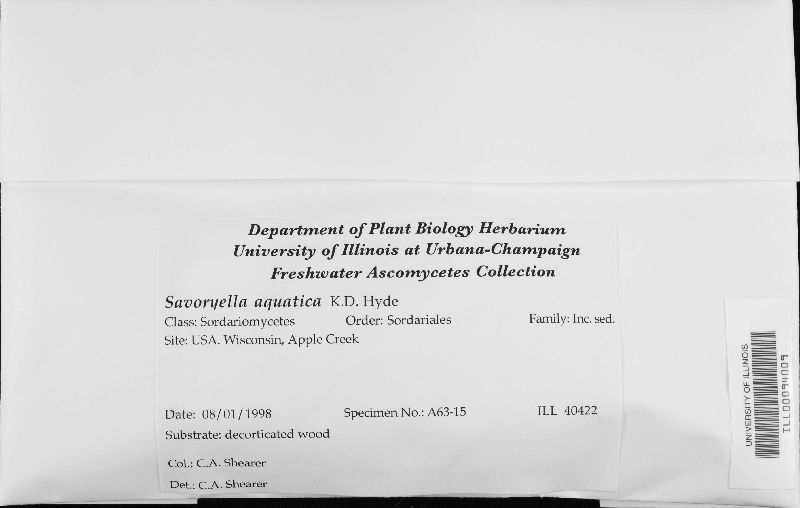 Department of Plant Biology Herbarium
University of Illinois at Urbana-Champaign
Freshwater Ascomycetes Collection
Savoryella aquatica K.D. Hyde
Class: Sordariomycetes Order: Sordariales Family: Inc. sed.
Site: USA. Wisconsin, Apple Creek
Date: 08/01/1998 Specimen No.: A63-15 ILL 40422
Substrate: decorticated wood
Col.: C.A. Shearer
Det.: C.A. Shearer
UNIVERSITY OF ILLINOIS
ILL00094009